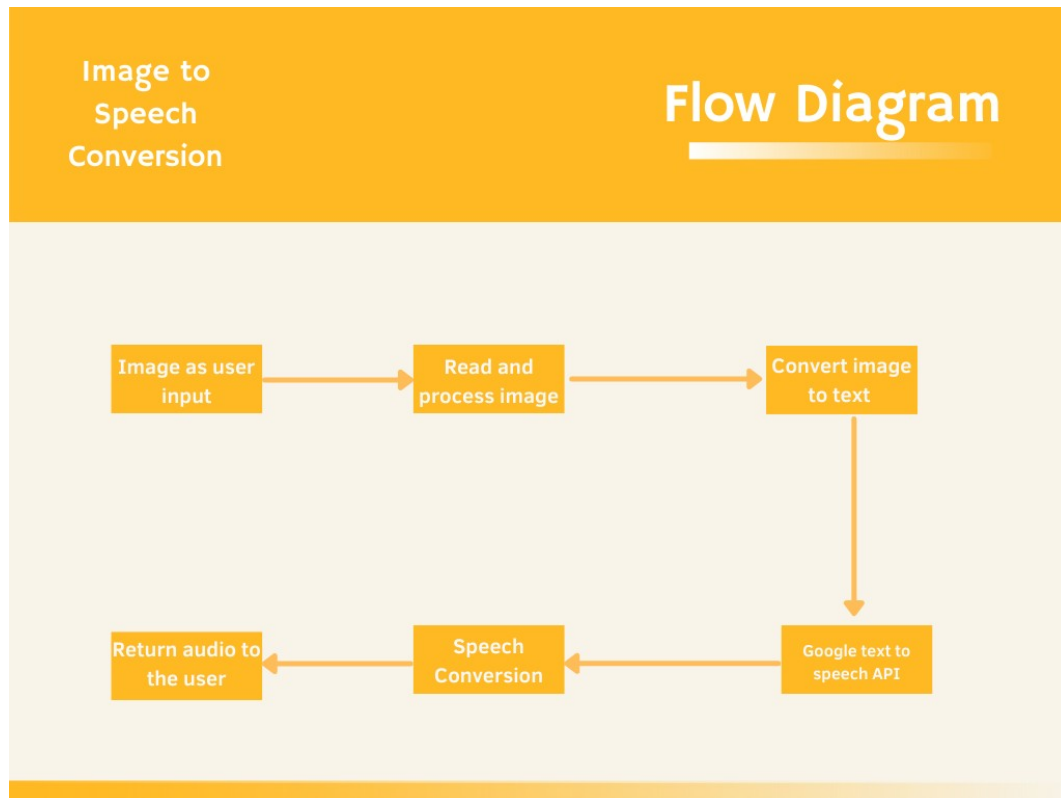 Image to
Speech
Conversion
Flow Diagram
Image as user
input
Read and
process image
Convert image
to text
Google text to
speech API
Speech
Conversion
Return audio to
the user